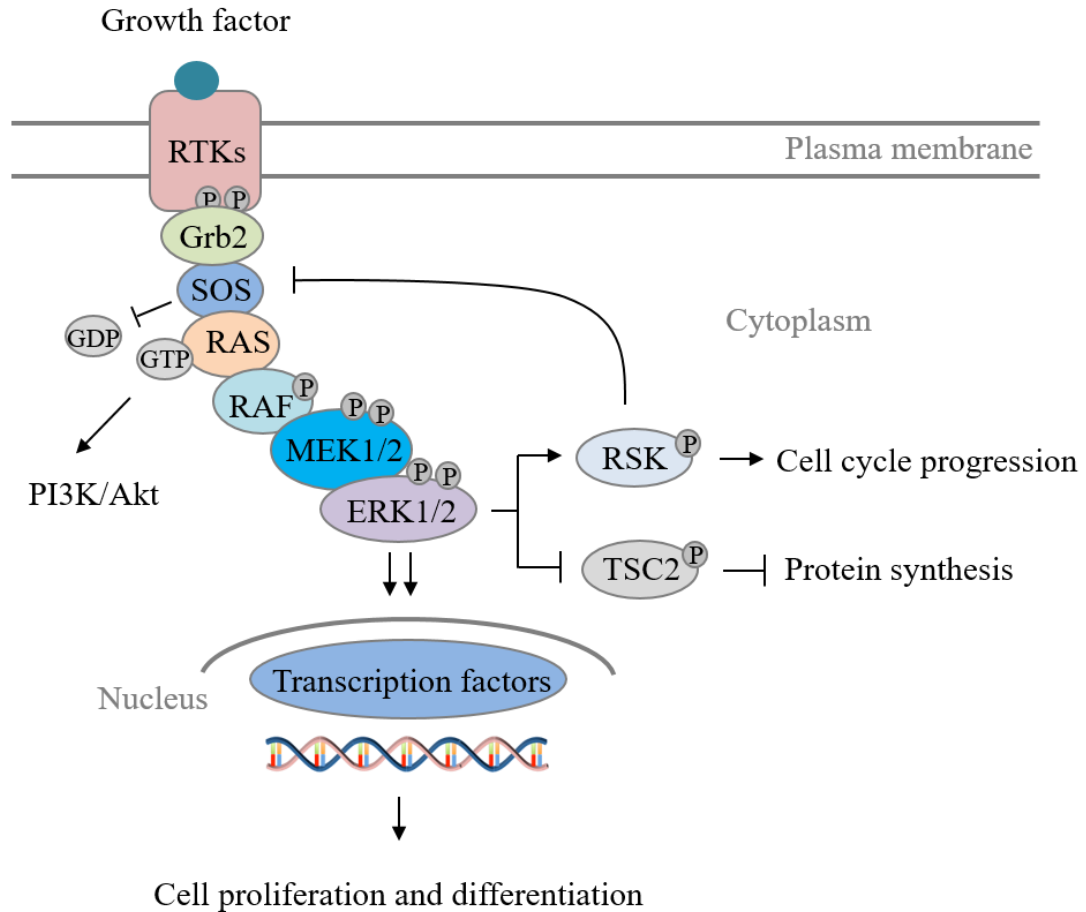 Growth factor
RTKs
Plasma membrane
P P
Grb2
SOS
Cytoplasm
GDP
GTP
RAS
RAF P
P P
MEK1/2
P P
ERK1/2
RSK P
Cell cycle progression
PI3K/Akt
TSC2 P
Protein synthesis
Nucleus
Transcription factors
Cell proliferation and differentiation